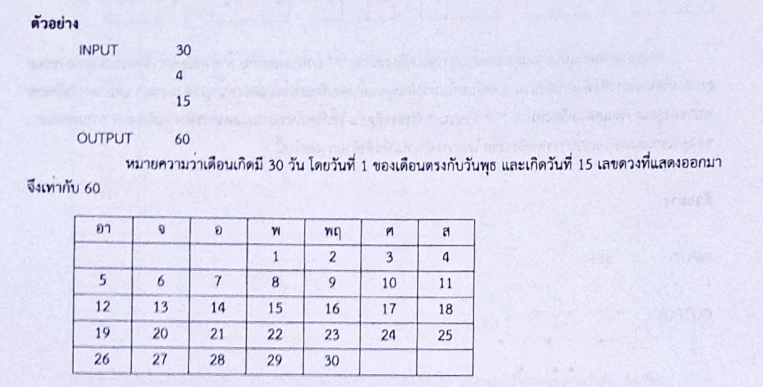 ตัวอย่าง
INPUT 30
4
15
OUTPUT 60
หมายความว่าเดือนเกิดมี 30 วัน โดยวันที่ 1 ของเดือนตรงกับวันพุธ และเกิดวันที่ 15 เลขดวงที่แสดงออกมา
จึงเท่ากับ 60
อา จ อ พ พฤ ศ ส
1 2 3 4
5 6 7 8 9 10 11
12 13 14 15 16 17 18
19 20 21 22 23 24 25
26 27 28 29 30